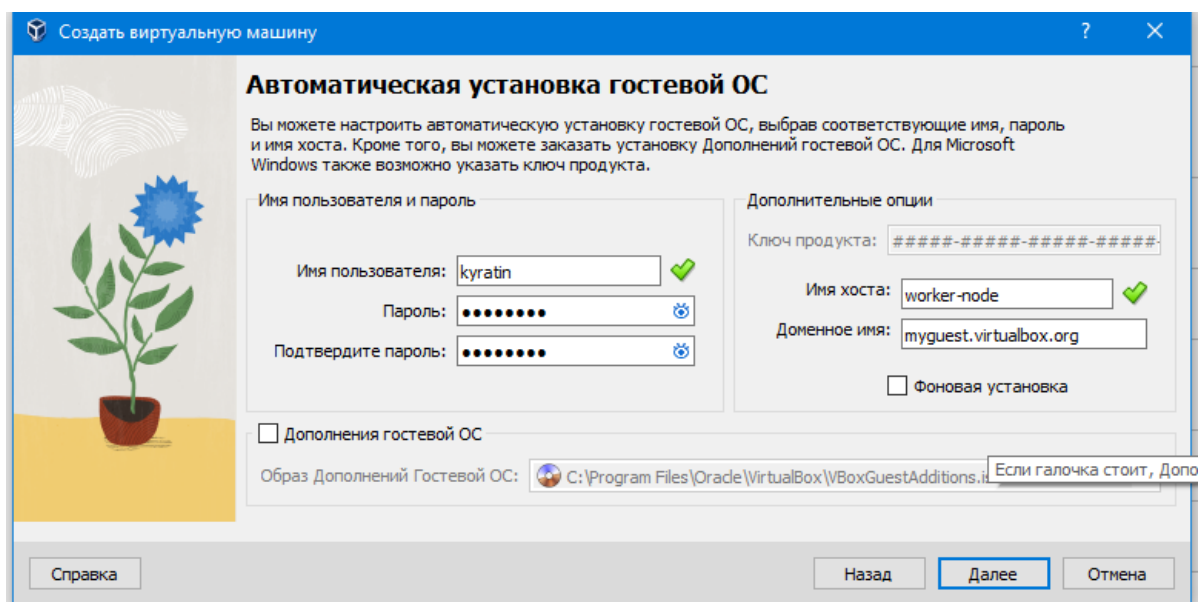 Создать виртуальную машину
?
Автоматическая установка гостевой ОС
Вы можете настроить автоматическую установку гостевой ОС, выбрав соответствующие имя, пароль
и имя хоста. Кроме того, вы можете заказать установку Дополнений гостевой ОС. Для Microsoft
Windows также возможно указать ключ продукта.
Имя пользователя и пароль
Имя пользователя: kyratin
Пароль: ●●●●●●●●
Подтвердите пароль: ●●●●●●●●
Дополнительные опции
Ключ продукта: #####-#####-#####-#####-
Имя хоста: worker-node
Доменное имя: myguest.virtualbox.org
Фоновая установка
Дополнения гостевой ОС
Образ Дополнений Гостевой ОС: C:\Program Files\Oracle\VirtualBox\VBoxGuestAdditions.i
Если галочка стоит, Допо
Справка
Назад
Далее
Отмена